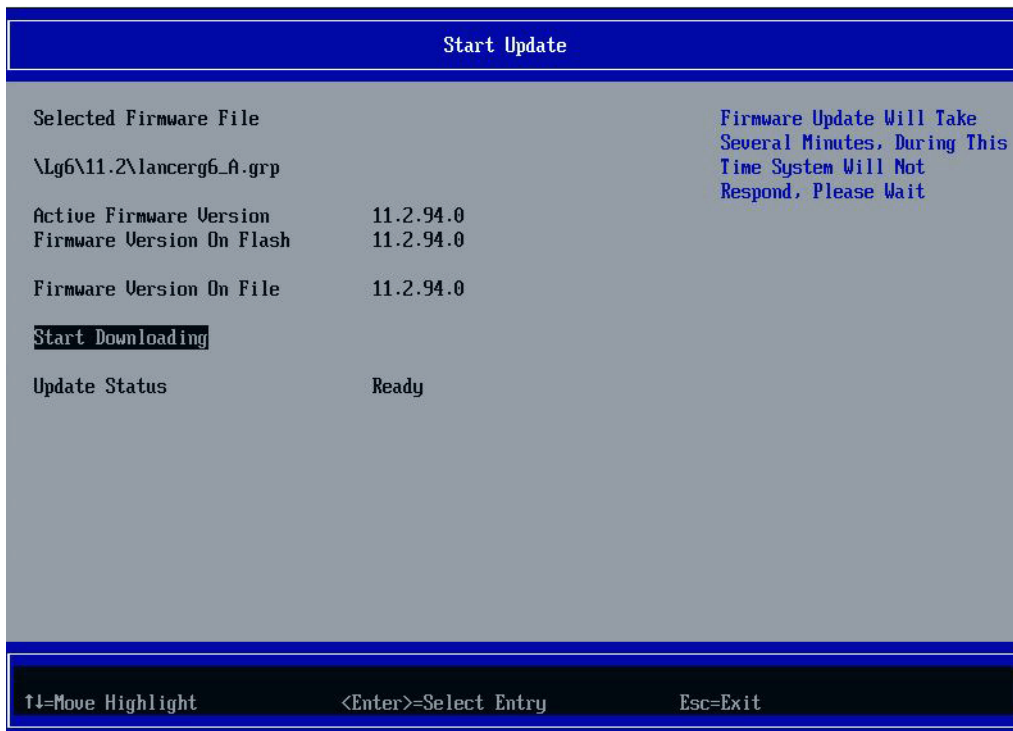 Start Update
Selected Firmware File
\Lg6\11.2\lancerg6_A.grp
Active Firmware Version 11.2.94.0
Firmware Version On Flash 11.2.94.0
Firmware Version On File 11.2.94.0
Start Downloading
Update Status Ready
Firmware Update Will Take
Several Minutes, During This
Time System Will Not
Respond, Please Wait
↑↓=Move Highlight <Enter>=Select Entry Esc=Exit